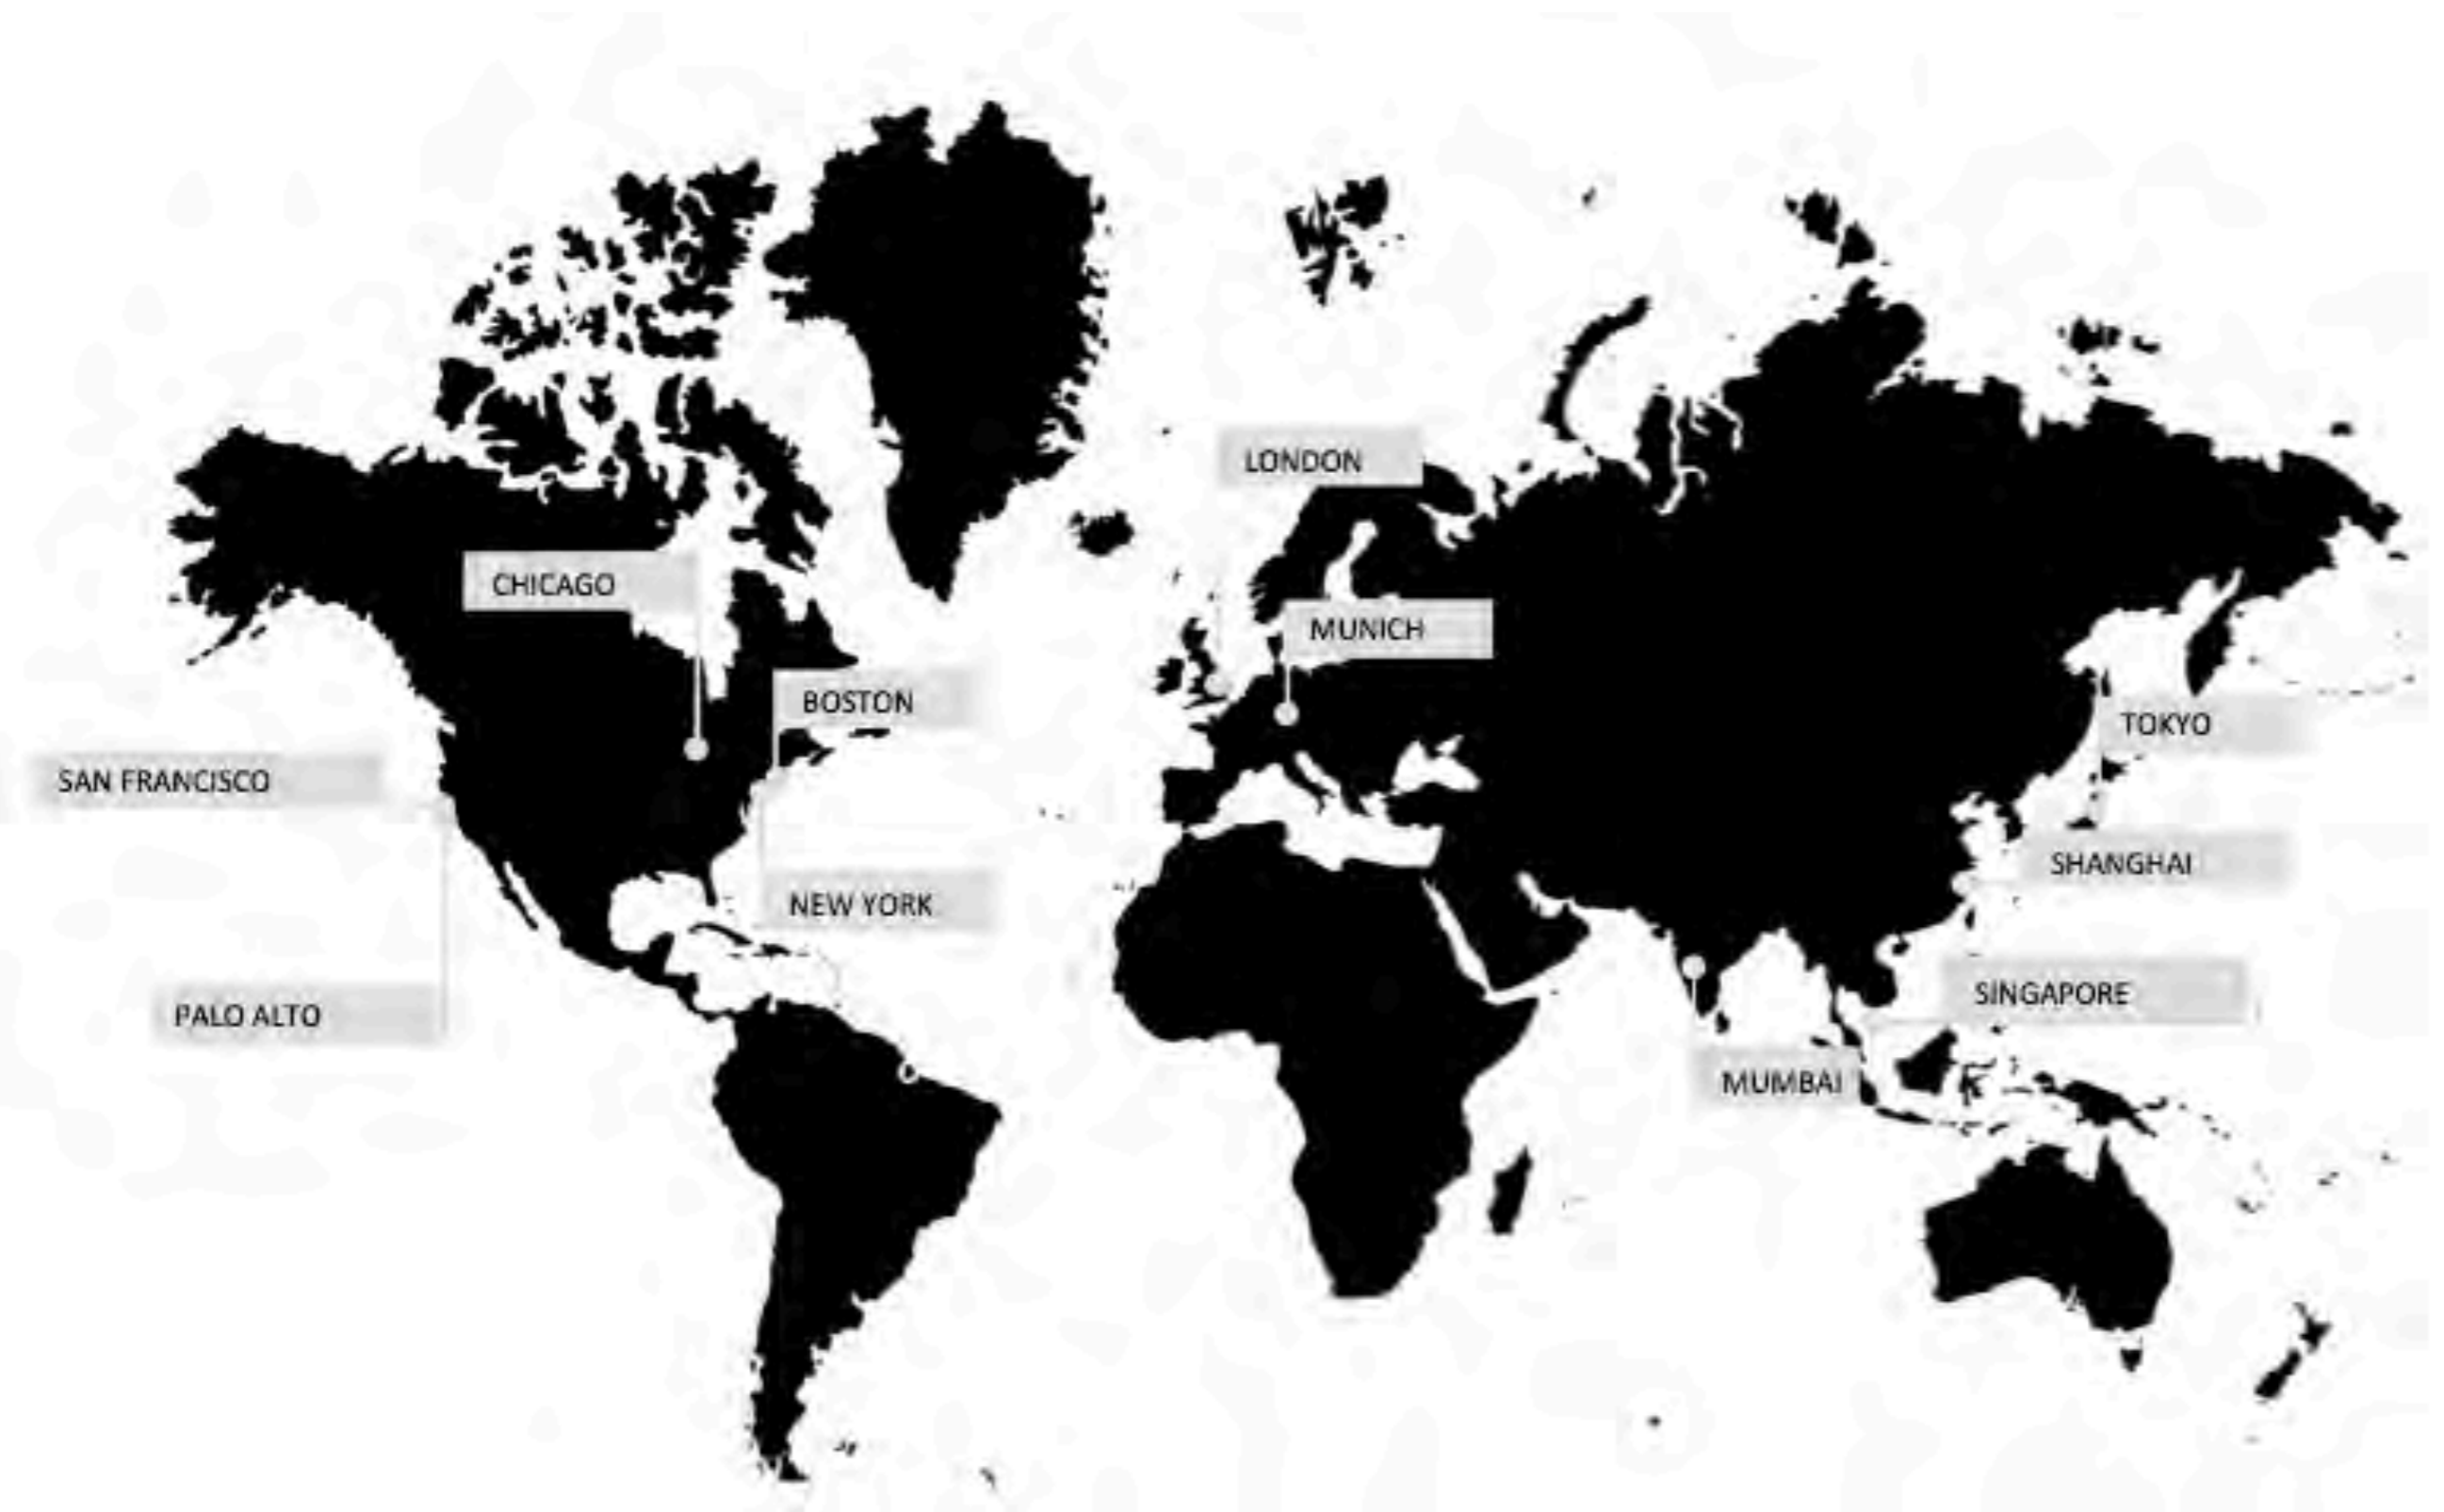 LONDON
CHICAGO
MUNICH
BOSTON
TOKYO
SAN FRANCISCO
SHANGHAI
NEW YORK
SINGAPORE
PALO ALTO
MUMBAI